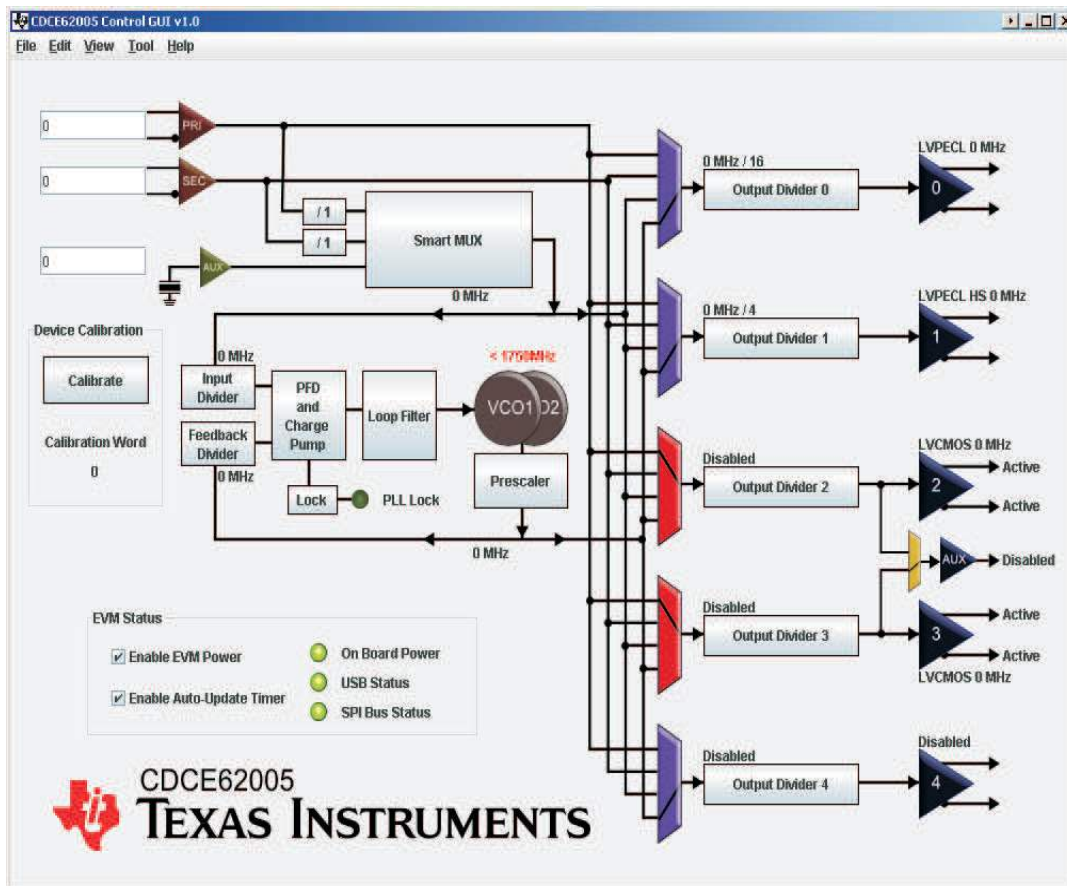 CDCE62005 Control GUI v1.0
File Edit View Tool Help
0
PRI
0
SEC
0
AUX
/ 1
/ 1
Smart MUX
0 MHz
Device Calibration
Calibrate
Calibration Word
0
0 MHz
Input Divider
Feedback Divider
0 MHz
PFD and Charge Pump
Loop Filter
< 1750MHz
VCO1
O2
Prescaler
Lock
PLL Lock
0 MHz
0 MHz / 16
Output Divider 0
LVPECL 0 MHz
0
0 MHz / 4
Output Divider 1
LVPECL HS 0 MHz
1
Disabled
Output Divider 2
LVCMOS 0 MHz
2
Active
Active
AUX
Disabled
Disabled
Output Divider 3
3
Active
Active
LVCMOS 0 MHz
Disabled
Output Divider 4
Disabled
4
EVM Status
Enable EVM Power
On Board Power
USB Status
Enable Auto-Update Timer
SPI Bus Status
CDCE62005
TEXAS INSTRUMENTS